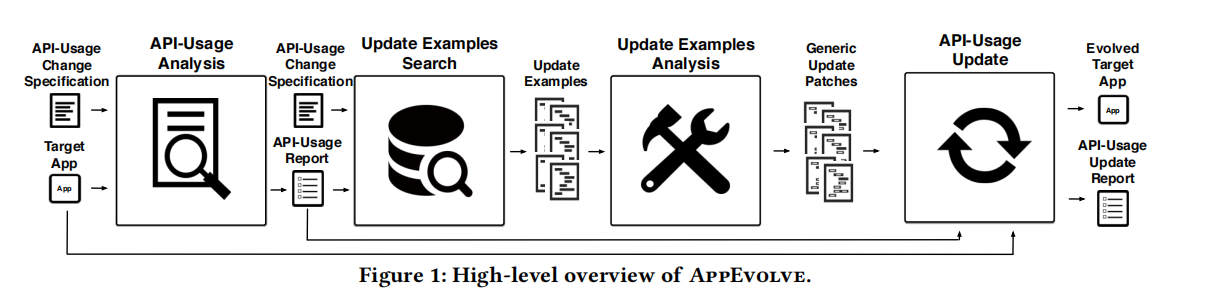 API-Usage
Change
Specification
Target
App
App
API-Usage
Analysis
API-Usage
Change
Specification
API-Usage
Report
Update Examples
Search
Update
Examples
Update Examples
Analysis
Generic
Update
Patches
API-Usage
Update
Evolved
Target
App
App
API-Usage
Update
Report
Figure 1: High-level overview of APPEVOLVE.